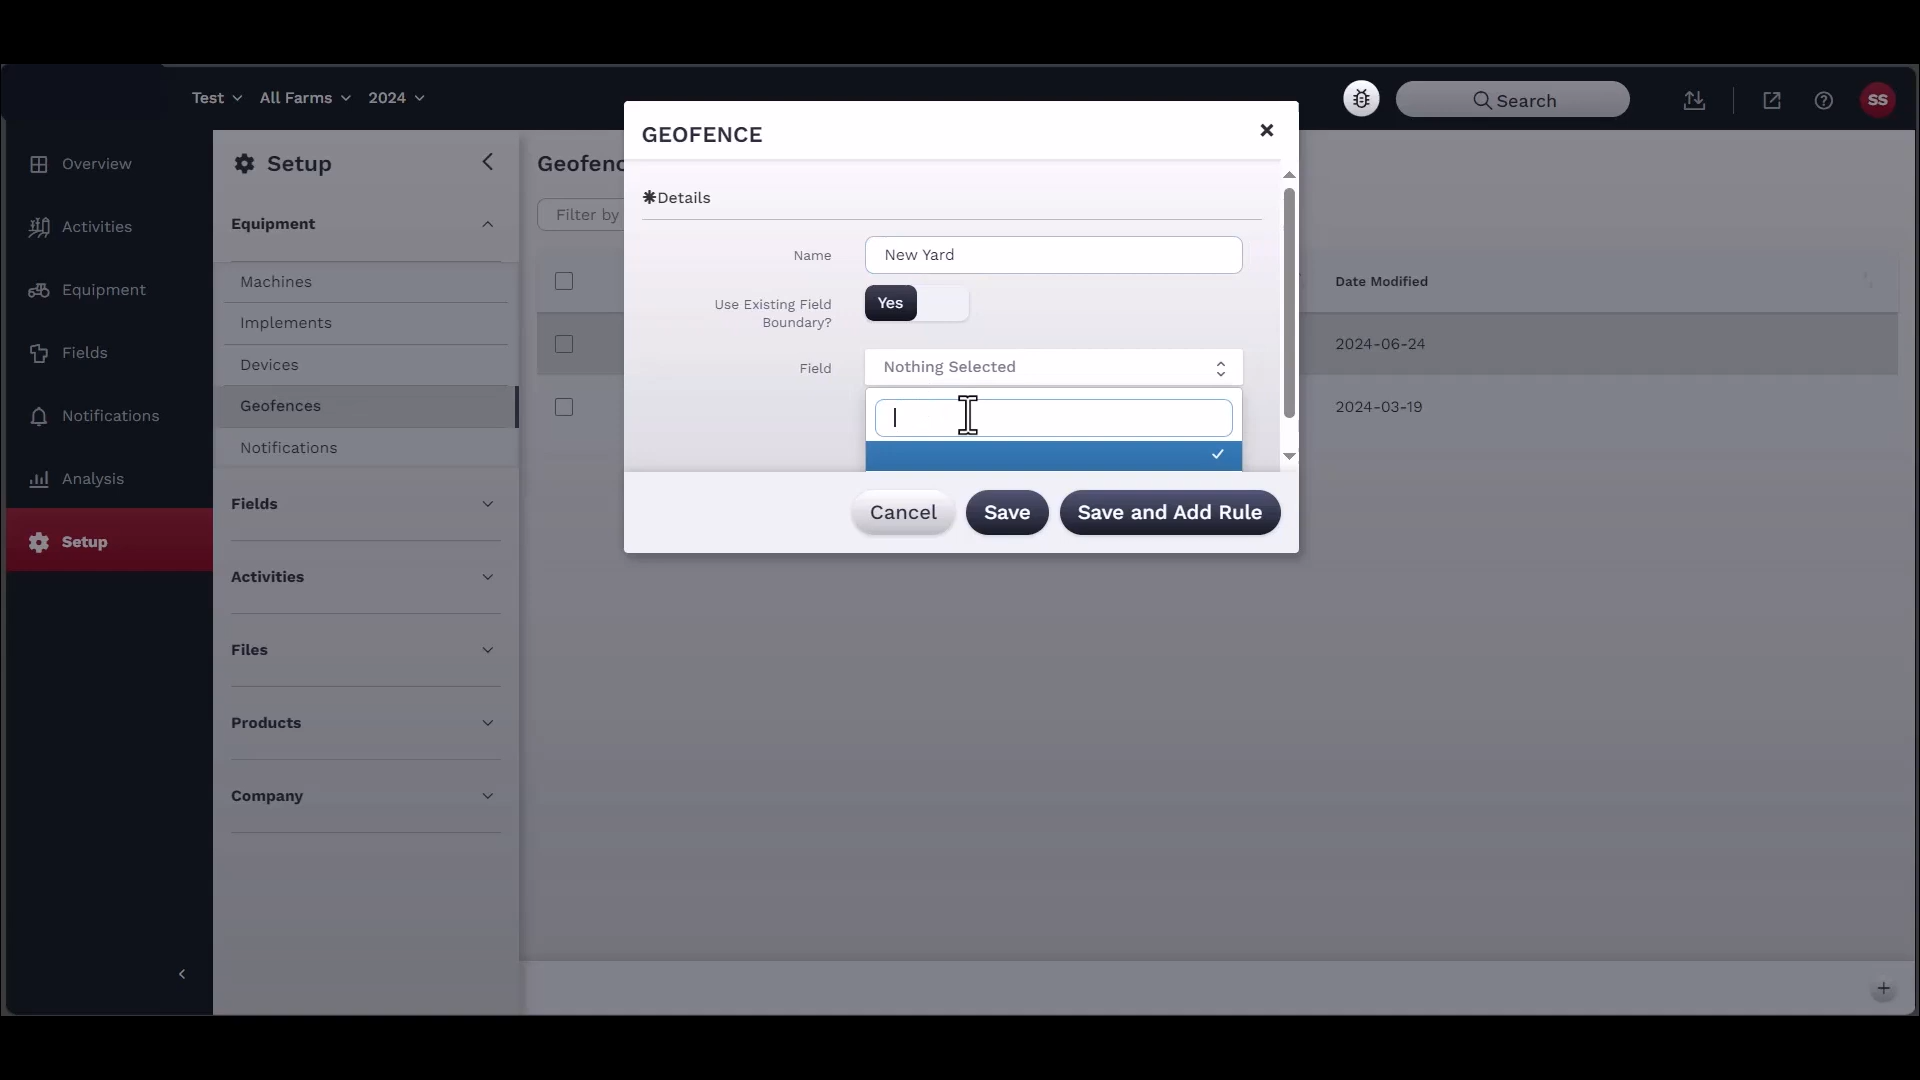 Test
All Farms
2024
Search
SS
Overview
Activities
Equipment
Fields
Notifications
Analysis
Setup
Setup
Equipment
Machines
Implements
Devices
Geofences
Notifications
Fields
Activities
Files
Products
Company
Filter by
Date Modified
2024-06-24
2024-03-19
GEOFENCE
✱Details
Name
New Yard
Use Existing Field
Boundary?
Yes
Field
Nothing Selected
Cancel
Save
Save and Add Rule